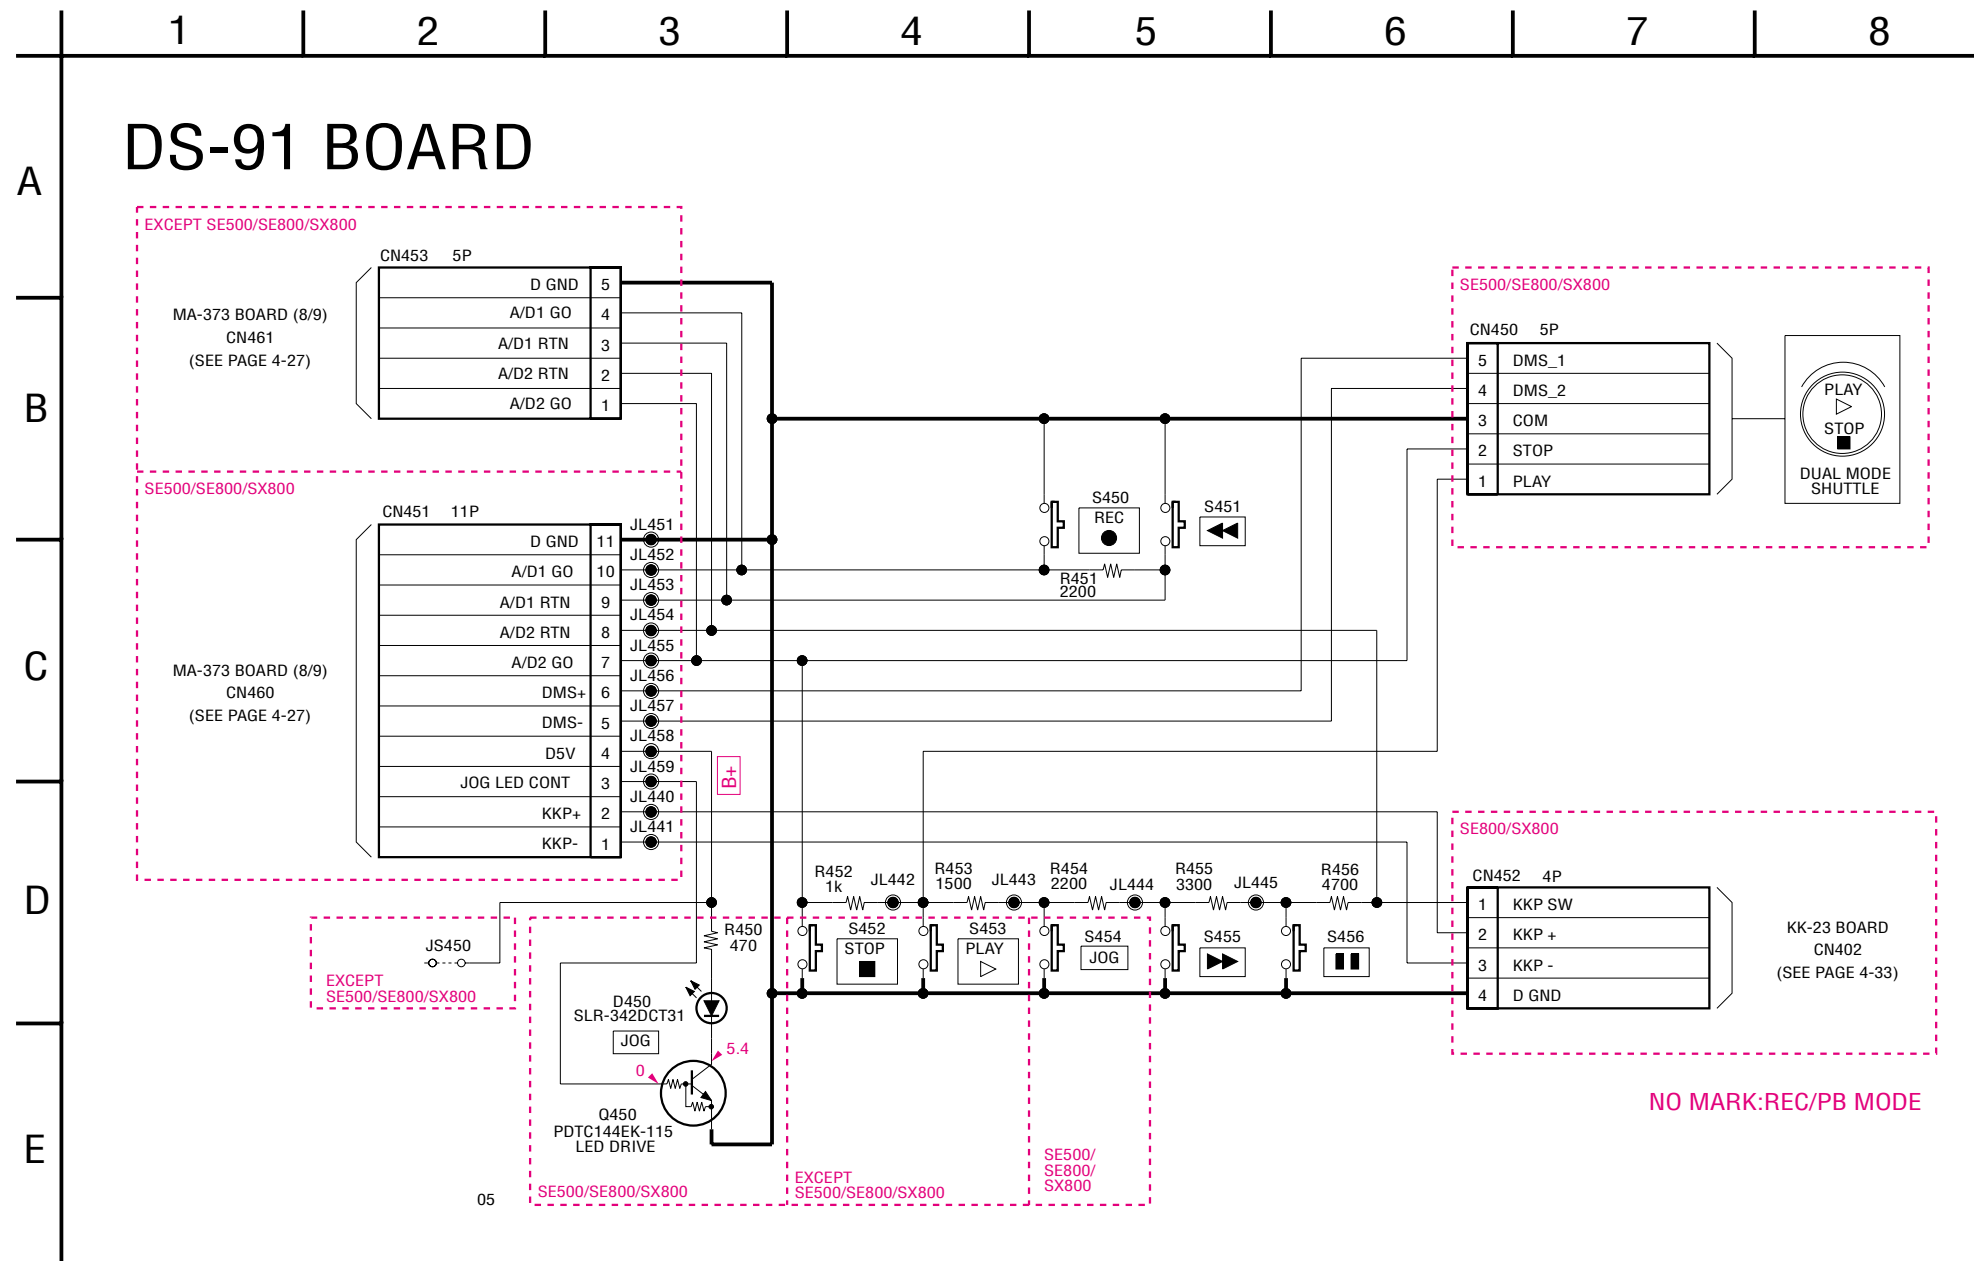 1 2 3 4 5 6 7 8
DS-91 BOARD
A
B
C
D
E
EXCEPT SE500/SE800/SX800
CN453 5P
D GND 5
A/D1 GO 4
A/D1 RTN 3
A/D2 RTN 2
A/D2 GO 1
MA-373 BOARD (8/9)
CN461
(SEE PAGE 4-27)
SE500/SE800/SX800
CN451 11P
D GND 11 JL451
A/D1 GO 10 JL452
A/D1 RTN 9 JL453
A/D2 RTN 8 JL454
A/D2 GO 7 JL455
DMS+ 6 JL456
DMS- 5 JL457
D5V 4 JL458
JOG LED CONT 3 JL459
KKP+ 2 JL440
KKP- 1 JL441
MA-373 BOARD (8/9)
CN460
(SEE PAGE 4-27)
B+
S450
REC
S451
R451
2200
SE500/SE800/SX800
CN450 5P
5 DMS_1
4 DMS_2
3 COM
2 STOP
1 PLAY
PLAY
STOP
DUAL MODE
SHUTTLE
R452
1k
JL442
R453
1500
JL443
R454
2200
JL444
R455
3300
JL445
R456
4700
S452
STOP
S453
PLAY
S454
JOG
S455
S456
SE800/SX800
CN452 4P
1 KKP SW
2 KKP +
3 KKP -
4 D GND
KK-23 BOARD
CN402
(SEE PAGE 4-33)
JS450
EXCEPT
SE500/SE800/SX800
R450
470
D450
SLR-342DCT31
JOG
5.4
0
Q450
PDTC144EK-115
LED DRIVE
SE500/SE800/SX800
EXCEPT
SE500/SE800/SX800
SE500/
SE800/
SX800
NO MARK:REC/PB MODE
05